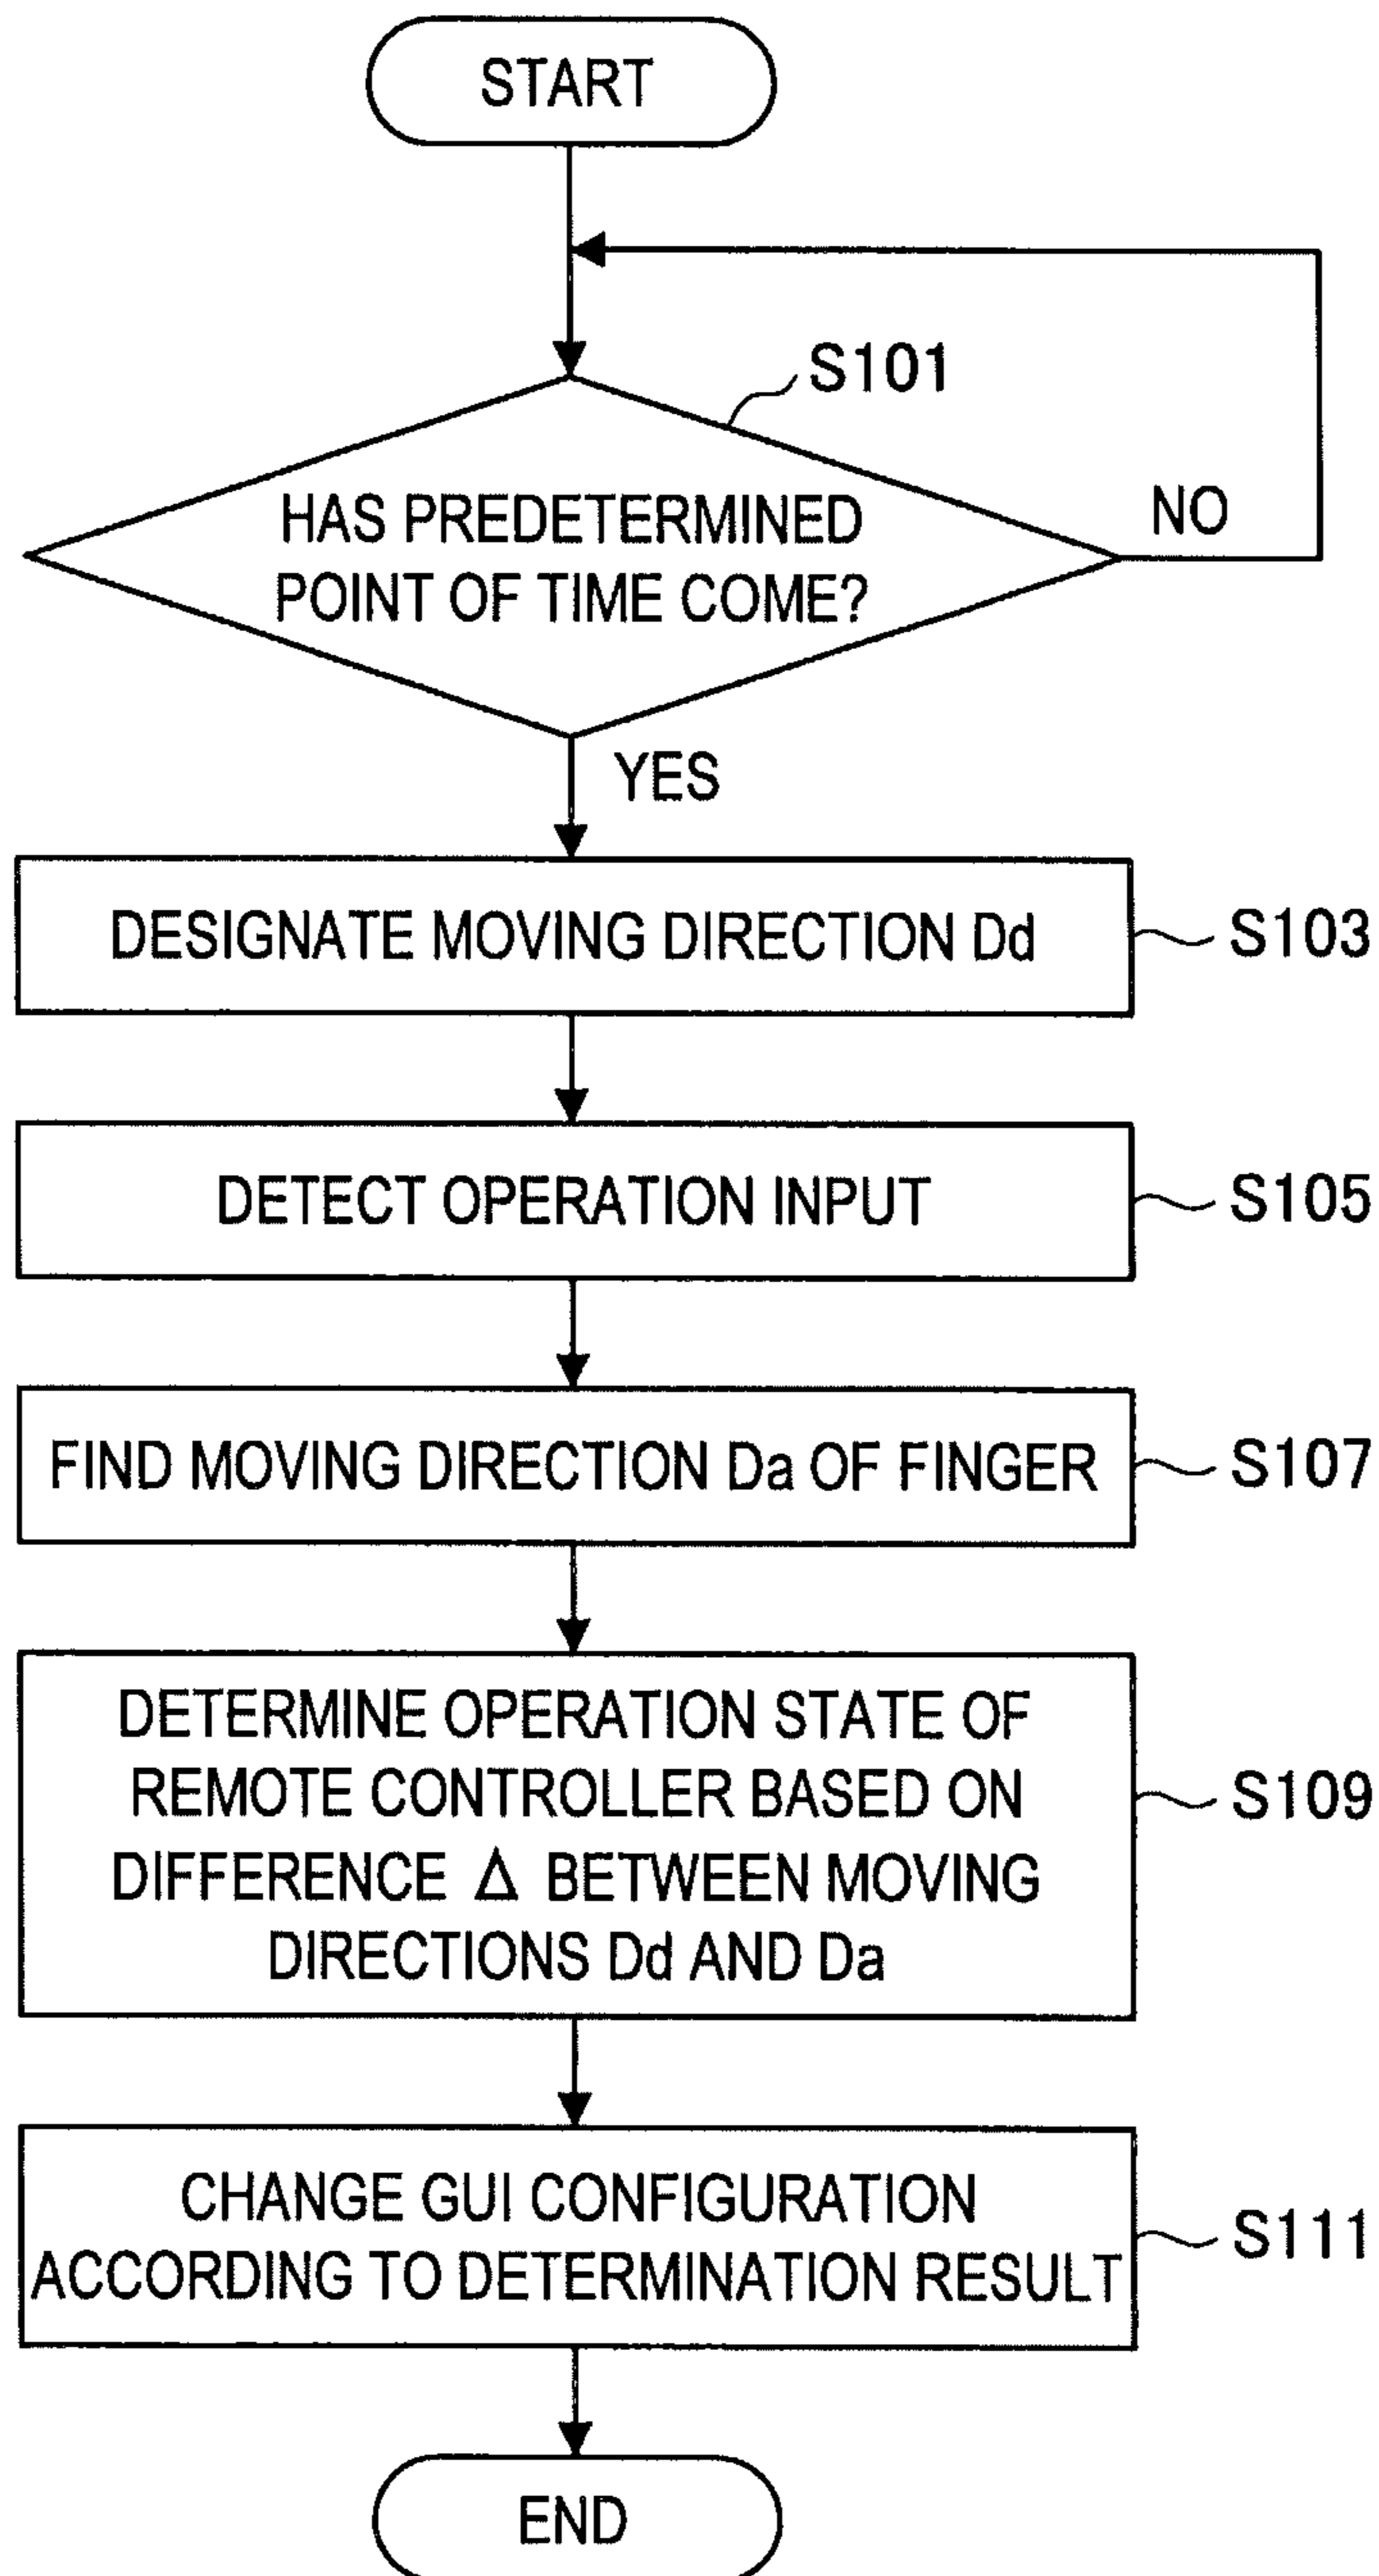 START
S101
HAS PREDETERMINED
POINT OF TIME COME?
NO
YES
DESIGNATE MOVING DIRECTION Dd
S103
DETECT OPERATION INPUT
S105
FIND MOVING DIRECTION Da OF FINGER
S107
DETERMINE OPERATION STATE OF
REMOTE CONTROLLER BASED ON
DIFFERENCE Δ BETWEEN MOVING
DIRECTIONS Dd AND Da
S109
CHANGE GUI CONFIGURATION
ACCORDING TO DETERMINATION RESULT
S111
END